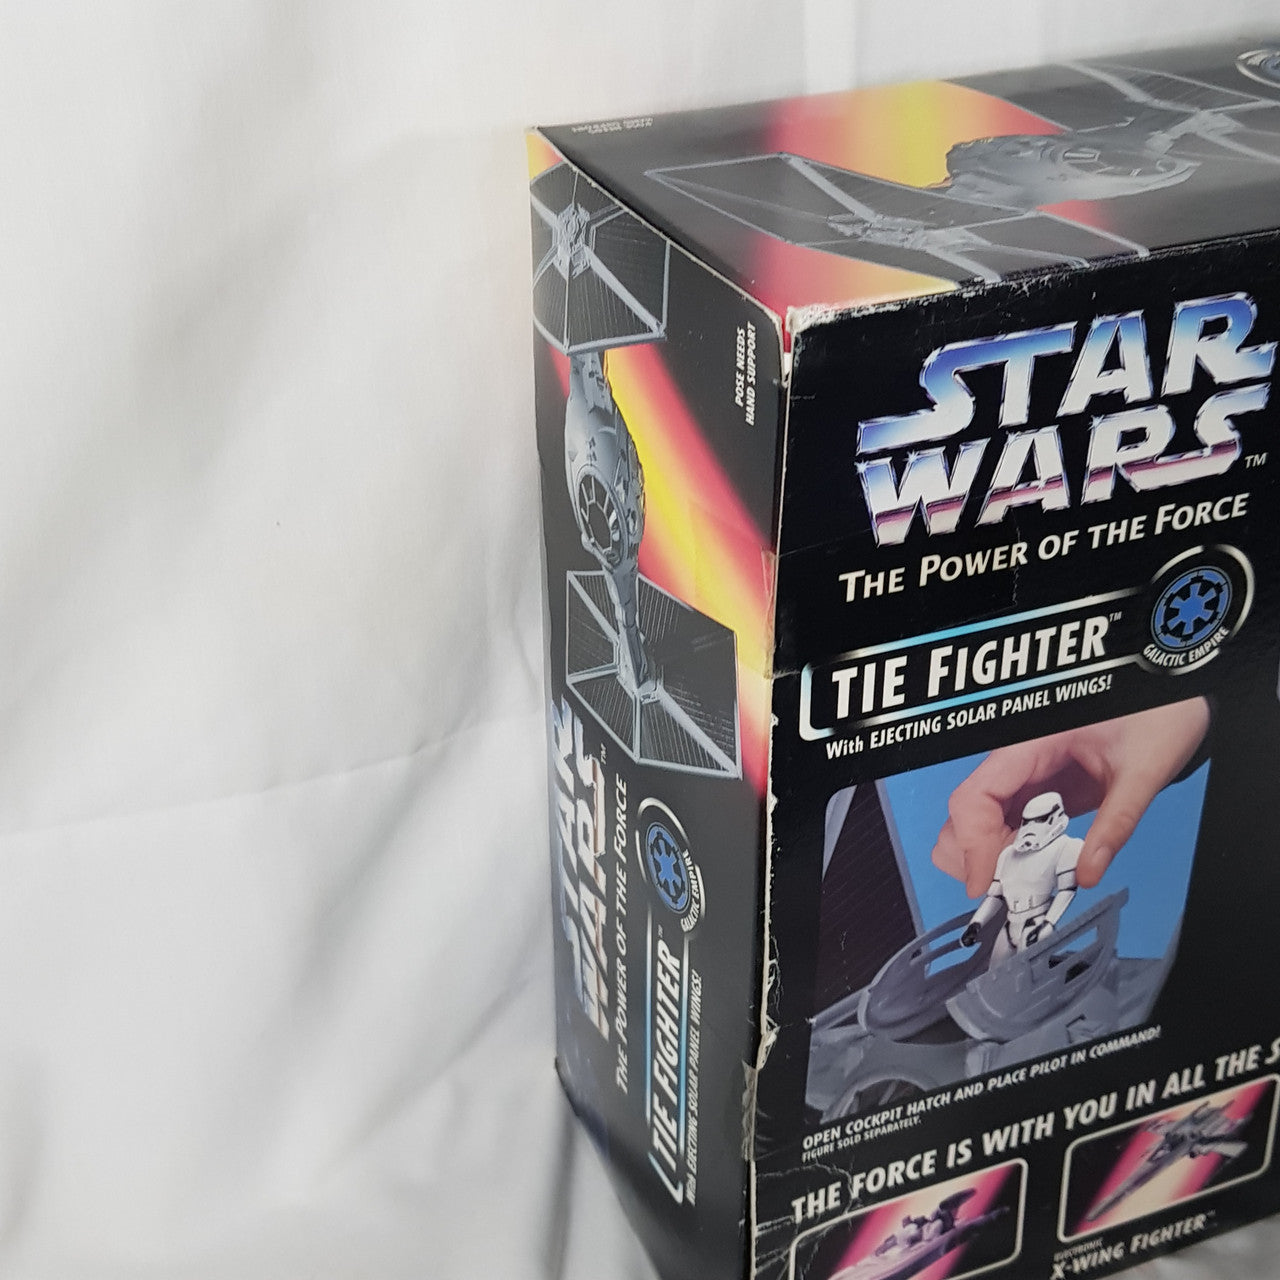 POSE NEEDS
HAND SUPPORT
STAR
WARS™
THE POWER OF THE FORCE
TIE FIGHTER™
GALACTIC EMPIRE
With EJECTING SOLAR PANEL WINGS!
OPEN COCKPIT HATCH AND PLACE PILOT IN COMMAND!
FIGURE SOLD SEPARATELY.
THE FORCE IS WITH YOU IN ALL THE
ELECTRONIC
X-WING FIGHTER™
STAR
WARS™
THE POWER OF THE FORCE
GALACTIC EMPIRE
TIE FIGHTER™
With EJECTING SOLAR PANEL WINGS!